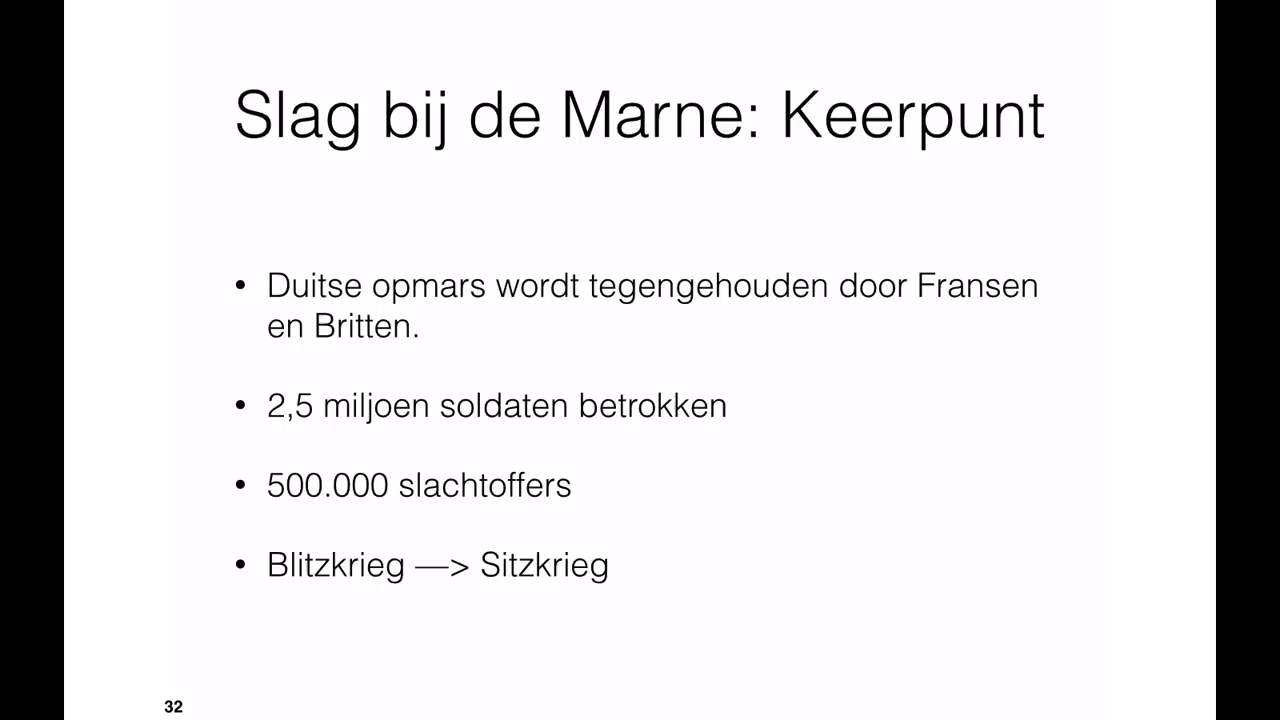 Slag bij de Marne: Keerpunt
• Duitse opmars wordt tegengehouden door Fransen
en Britten.
• 2,5 miljoen soldaten betrokken
• 500.000 slachtoffers
• Blitzkrieg —> Sitzkrieg
32